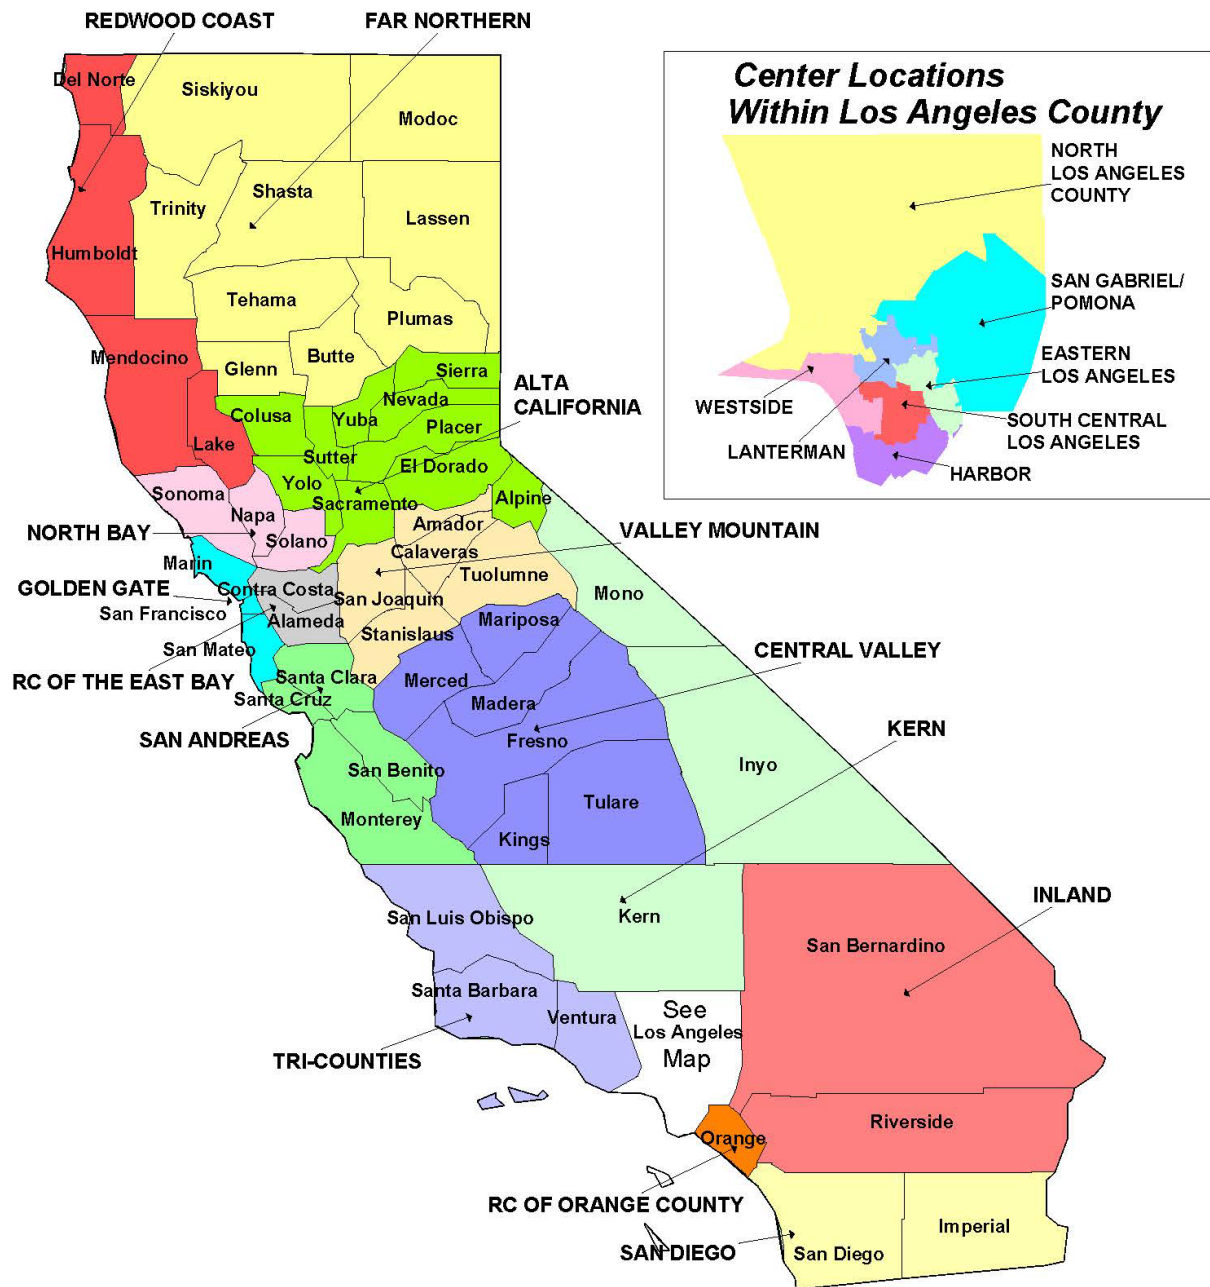 REDWOOD COAST
FAR NORTHERN
Center Locations
Within Los Angeles County
NORTH
LOS ANGELES
COUNTY
SAN GABRIEL/
POMONA
EASTERN
LOS ANGELES
WESTSIDE
SOUTH CENTRAL
LOS ANGELES
LANTERMAN
HARBOR
Del Norte
Siskiyou
Modoc
Shasta
Trinity
Lassen
Humboldt
Tehama
Plumas
Mendocino
Butte
Glenn
Sierra
ALTA
CALIFORNIA
Nevada
Colusa
Yuba
Placer
Lake
Sutter
El Dorado
Yolo
Sonoma
Sacramento
Alpine
Napa
Amador
NORTH BAY
Solano
VALLEY MOUNTAIN
Calaveras
Marin
Tuolumne
GOLDEN GATE
Contra Costa
Mono
San Joaquin
San Francisco
Alameda
Mariposa
Stanislaus
San Mateo
CENTRAL VALLEY
RC OF THE EAST BAY
Santa Clara
Merced
Santa Cruz
Madera
SAN ANDREAS
Fresno
KERN
Inyo
San Benito
Tulare
Monterey
Kings
INLAND
San Luis Obispo
Kern
San Bernardino
Santa Barbara
See
Los Angeles
Map
Ventura
TRI-COUNTIES
Riverside
Orange
RC OF ORANGE COUNTY
Imperial
SAN DIEGO
San Diego